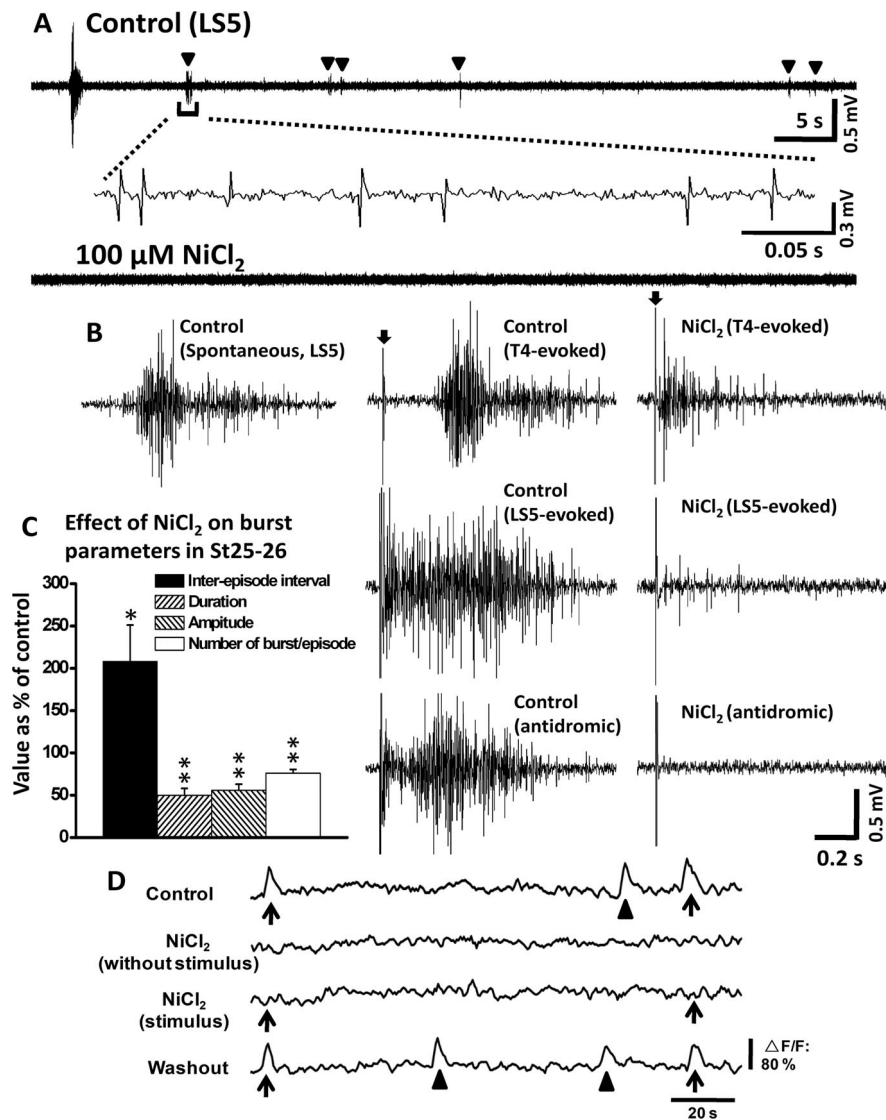 A Control (LS5)
5 s
0.5 mV
0.3 mV
0.05 s
100 µM NiCl2
B
Control
(Spontaneous, LS5)
Control
(T4-evoked)
NiCl2 (T4-evoked)
Control
(LS5-evoked)
NiCl2 (LS5-evoked)
Control
(antidromic)
NiCl2 (antidromic)
0.5 mV
0.2 s
C Effect of NiCl2 on burst
parameters in St25-26
Value as % of control
300
250
200
150
100
50
0
Inter-episode interval
Duration
Ampitude
Number of burst/episode
*
**
**
**
D
Control
NiCl2
(without stimulus)
NiCl2
(stimulus)
Washout
△F/F:
80 %
20 s